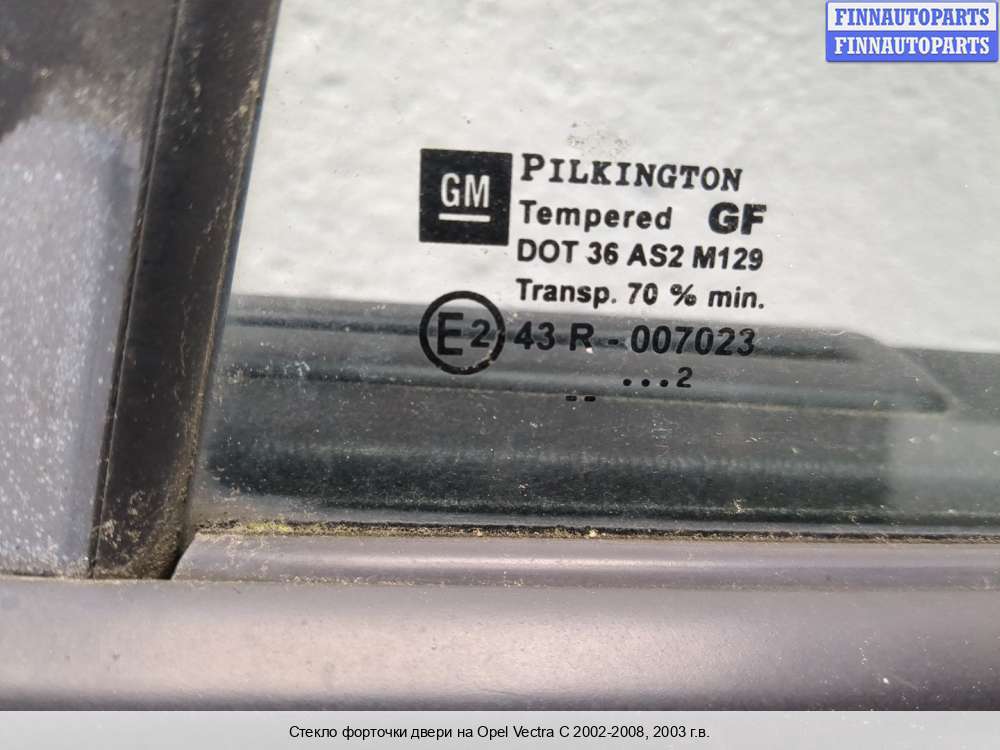 FINNAUTOPARTS
FINNAUTOPARTS
GM
PILKINGTON
Tempered GF
DOT 36 AS2 M129
Transp. 70 % min.
E2 43 R - 007023
...2
--
Стекло форточки двери на Opel Vectra C 2002-2008, 2003 г.в.